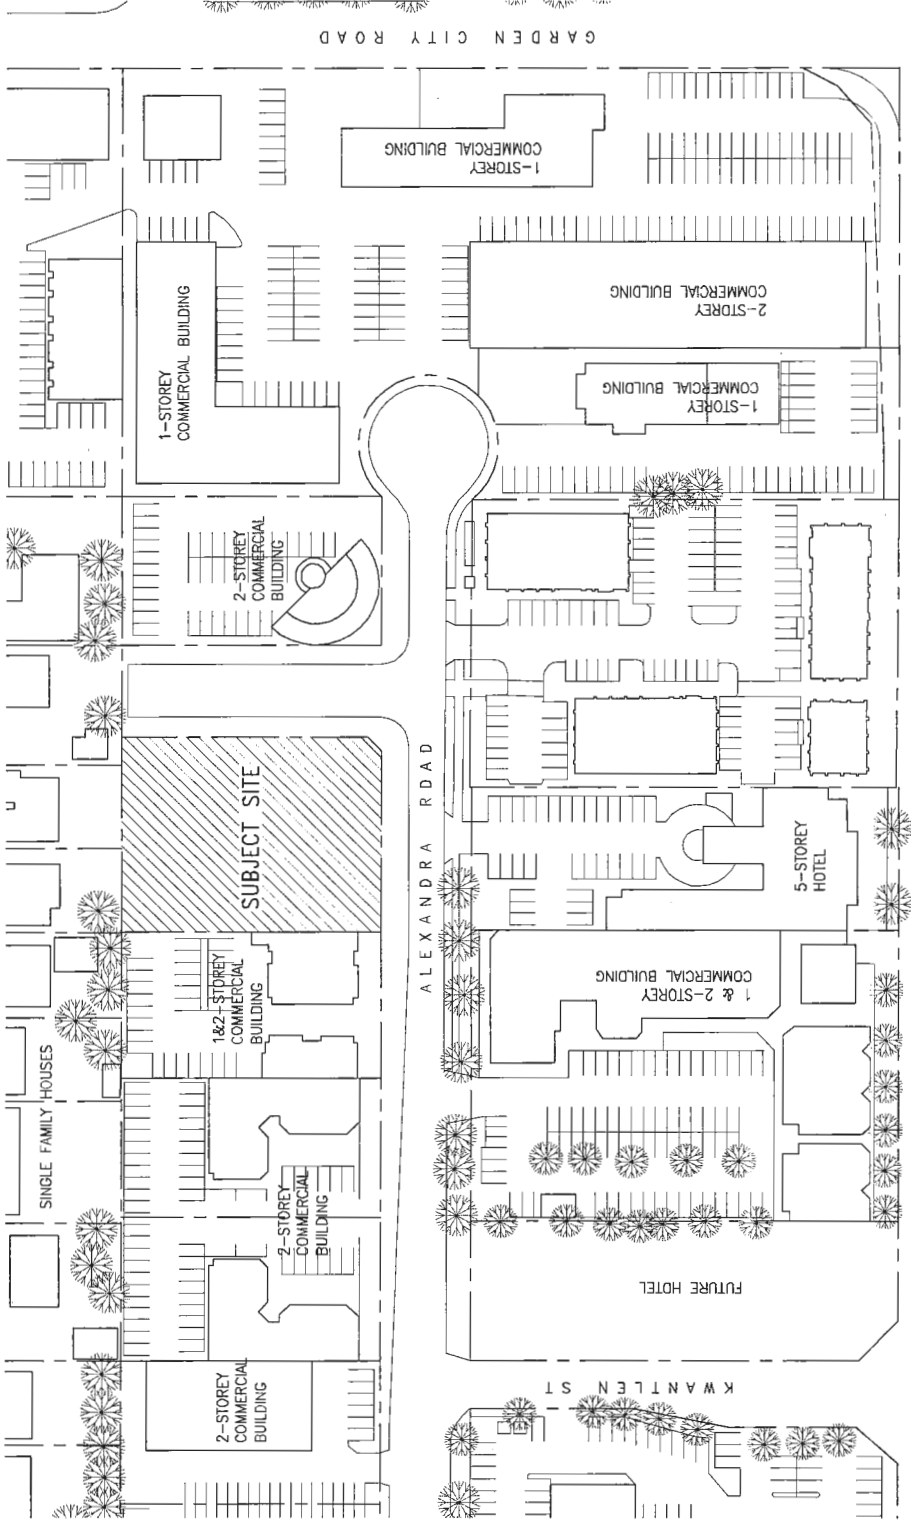 GARDEN CITY ROAD
1-STOREY
COMMERCIAL BUILDING
1-STOREY
COMMERCIAL BUILDING
2-STOREY
COMMERCIAL BUILDING
1-STOREY
COMMERCIAL BUILDING
2-STOREY
COMMERCIAL
BUILDING
SUBJECT SITE
ALEXANDRA ROAD
5-STOREY
HOTEL
1&2-STOREY
COMMERCIAL
BUILDING
1 & 2-STOREY
COMMERCIAL BUILDING
SINGLE FAMILY HOUSES
2-STOREY
COMMERCIAL
BUILDING
FUTURE HOTEL
2-STOREY
COMMERCIAL
BUILDING
KWANTLEN ST